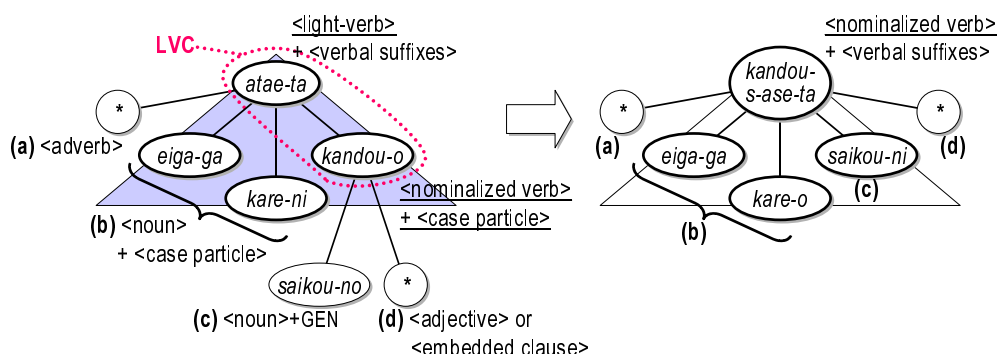 <light-verb>
+ <verbal suffixes>
LVC
atae-ta
*
(a) <adverb>
eiga-ga
kandou-o
kare-ni
<nominalized verb>
+ <case particle>
(b) <noun>
+ <case particle>
saikou-no
*
(c) <noun>+GEN
(d) <adjective> or
<embedded clause>
<nominalized verb>
+ <verbal suffixes>
kandou-
s-ase-ta
*
*
(a)
(d)
eiga-ga
saikou-ni
(c)
kare-o
(b)